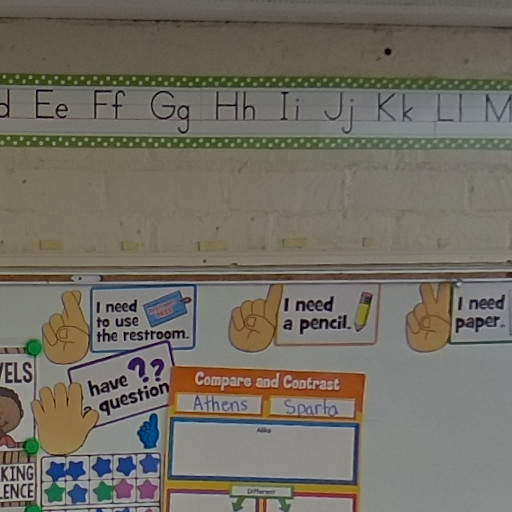 d Ee Ff Gg Hh Ii Jj Kk Ll M
I need
to use
the restroom.
I need
a pencil.
I need
paper.
have ??
question
VELS
KING
LENCE
Compare and Contrast
Athens Sparta
Alike
Different